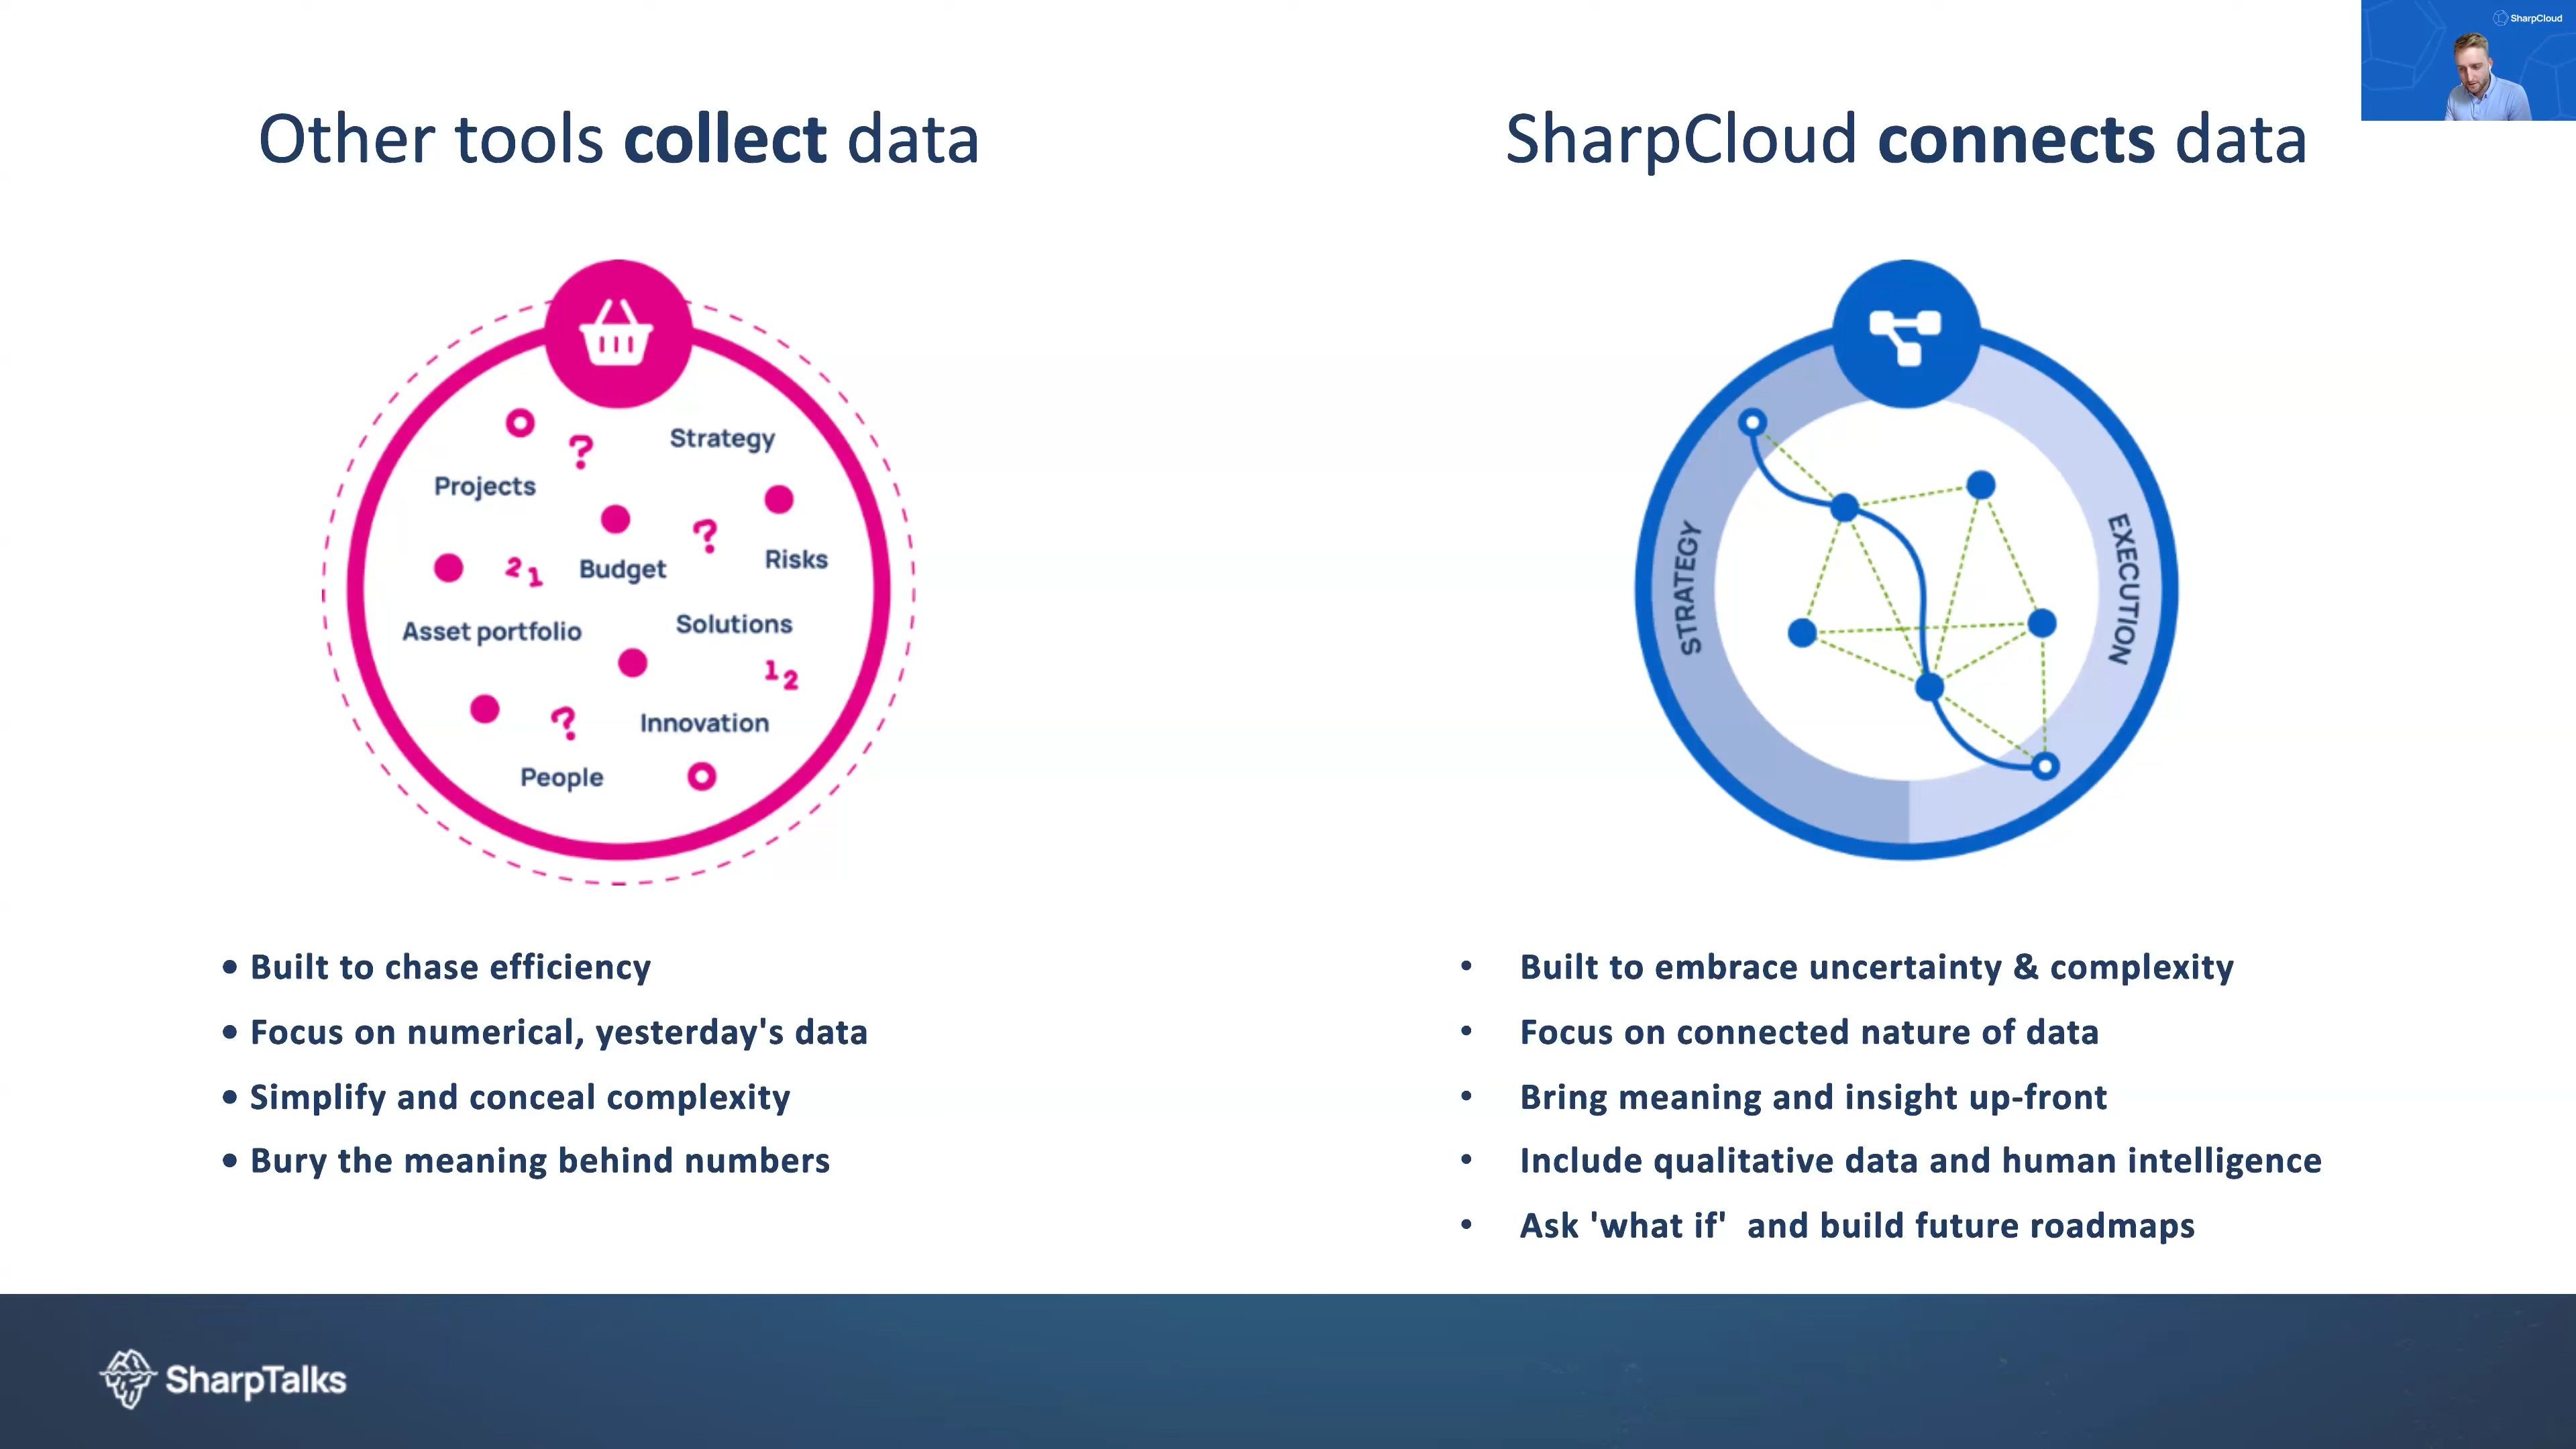 SharpCloud
Other tools collect data
Strategy
?
Projects
?
Risks
2 1
Budget
Asset portfolio
Solutions
1 2
?
Innovation
People
• Built to chase efficiency
• Focus on numerical, yesterday's data
• Simplify and conceal complexity
• Bury the meaning behind numbers
SharpCloud connects data
STRATEGY
EXECUTION
• Built to embrace uncertainty & complexity
• Focus on connected nature of data
• Bring meaning and insight up-front
• Include qualitative data and human intelligence
• Ask 'what if'  and build future roadmaps
SharpTalks